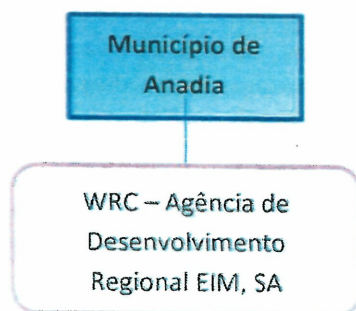 Município de
Anadia
WRC – Agência de
Desenvolvimento
Regional EIM, SA